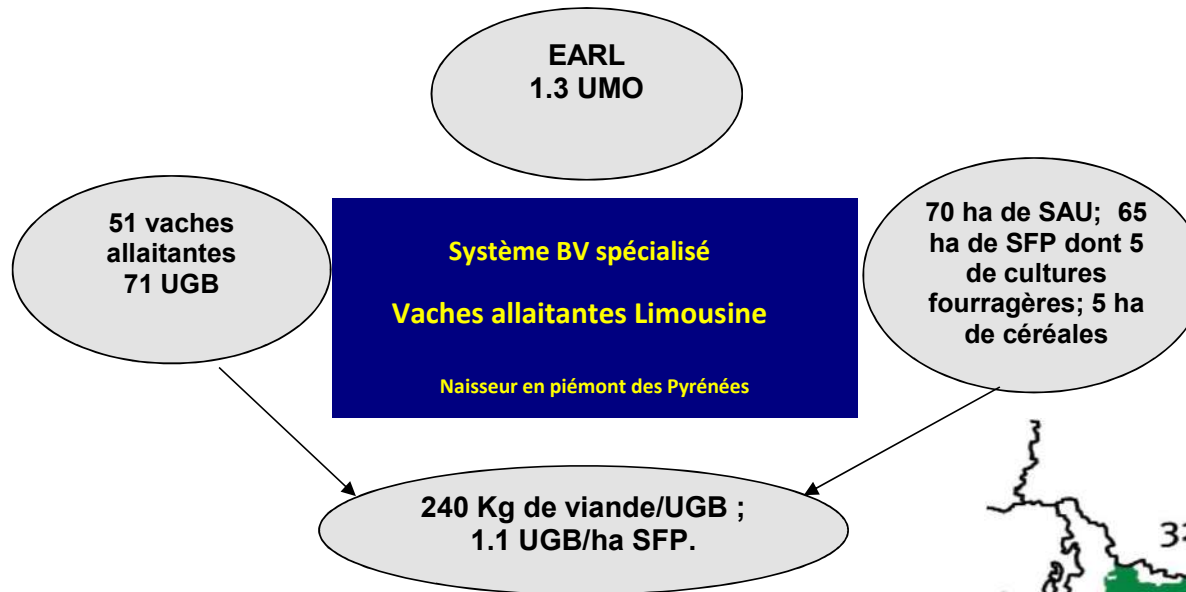 EARL
1.3 UMO
51 vaches
allaitantes
71 UGB
Système BV spécialisé
Vaches allaitantes Limousine
Naisseur en piémont des Pyrénées
70 ha de SAU; 65
ha de SFP dont 5
de cultures
fourragères; 5 ha
de céréales
240 Kg de viande/UGB ;
1.1 UGB/ha SFP.